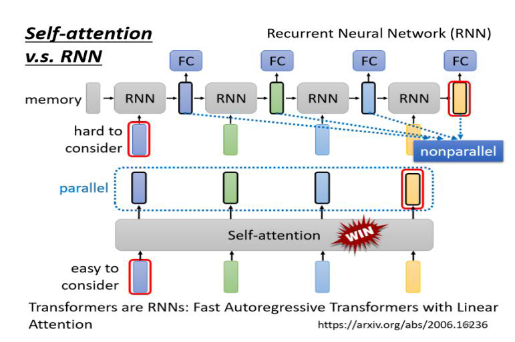 Self-attention
v.s. RNN
Recurrent Neural Network (RNN)
FC
FC
FC
FC
memory
RNN
RNN
RNN
RNN
hard to
consider
nonparallel
parallel
Self-attention
WIN
easy to
consider
Transformers are RNNs: Fast Autoregressive Transformers with Linear
Attention
https://arxiv.org/abs/2006.16236